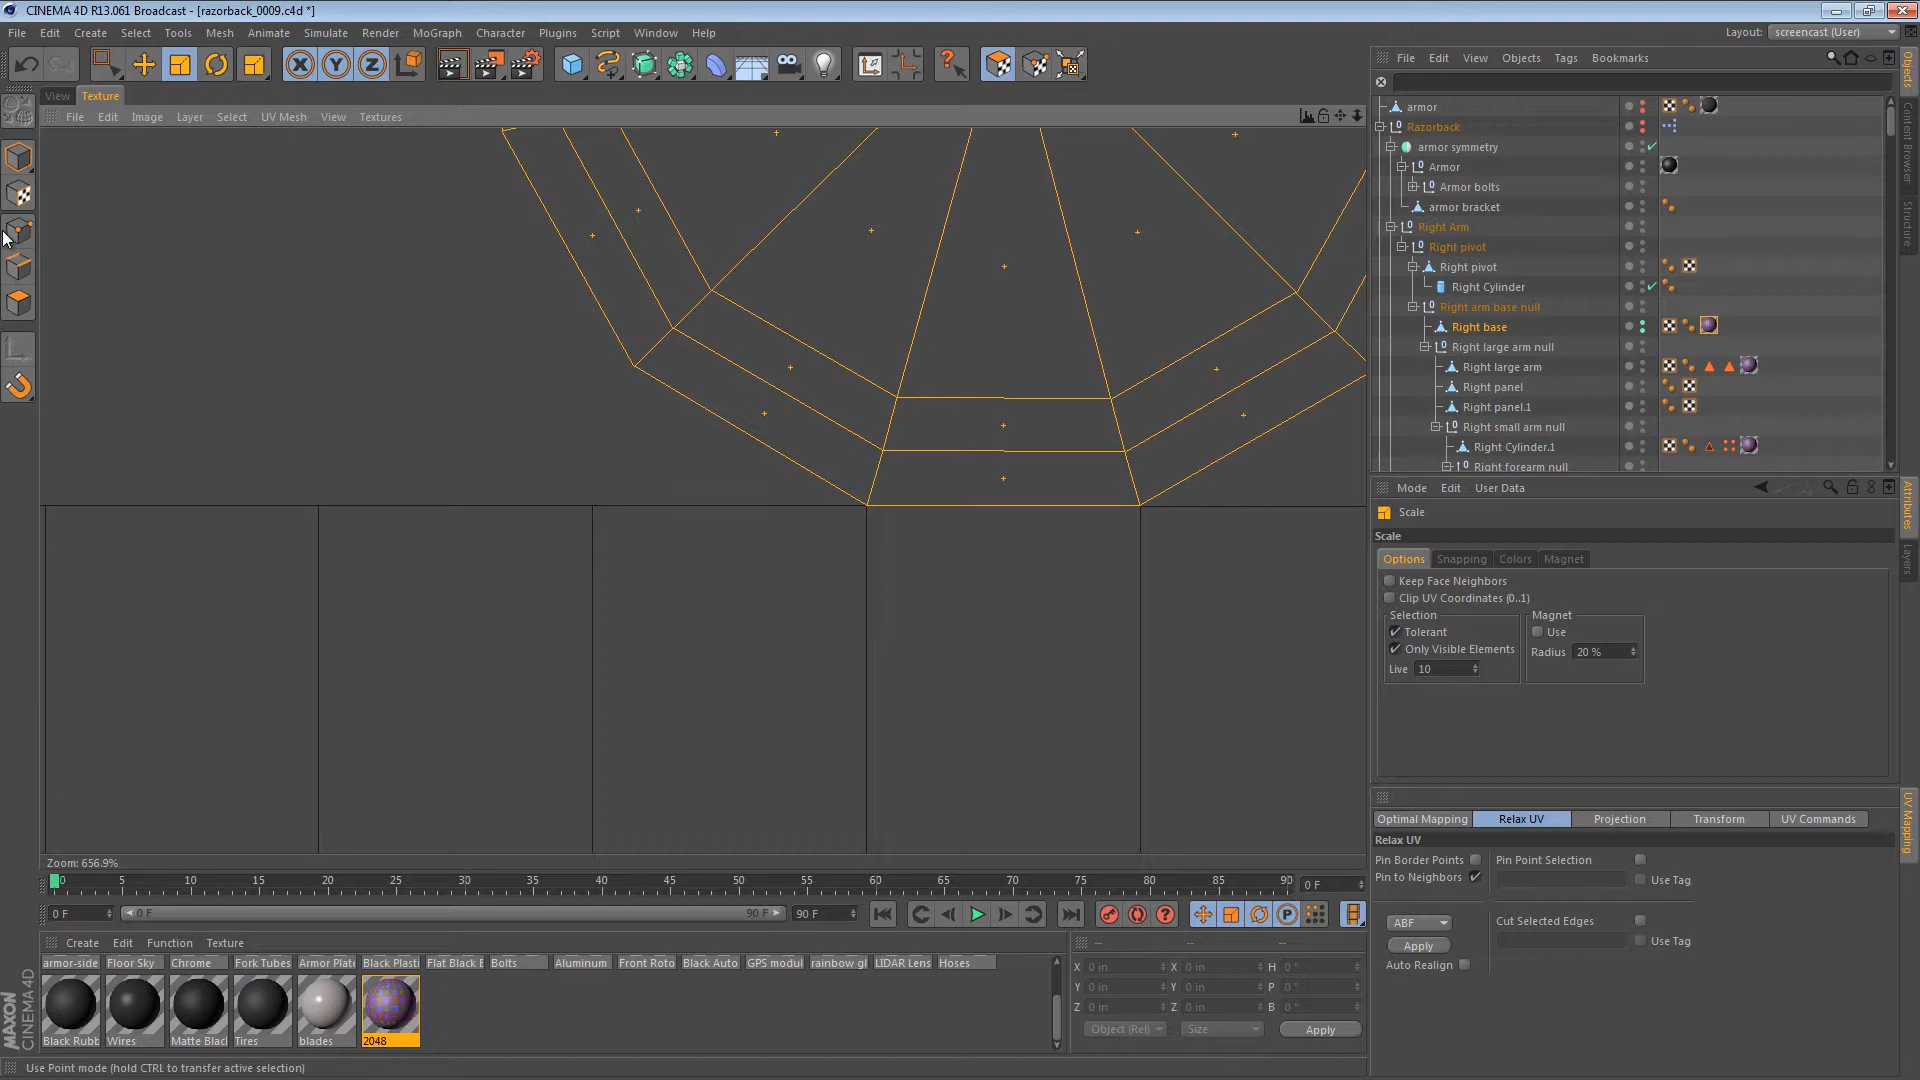 CINEMA 4D R13.061 Broadcast - [razorback_0009.c4d *]
File Edit Create Select Tools Mesh Animate Simulate Render MoGraph Character Plugins Script Window Help
Layout: screencast (User)
View Texture
File Edit View Objects Tags Bookmarks
File Edit Image Layer Select UV Mesh View Textures
armor
Razorback
armor symmetry
Armor
Armor bolts
armor bracket
Right Arm
Right pivot
Right pivot
Right Cylinder
Right arm base null
Right base
Right large arm null
Right large arm
Right panel
Right panel.1
Right small arm null
Right Cylinder.1
Right forearm null
Objects
Content Browser
Structure
Mode Edit User Data
Scale
Scale
Options Snapping Colors Magnet
Keep Face Neighbors
Clip UV Coordinates (0..1)
Selection Magnet
Tolerant Use
Only Visible Elements Radius 20 %
Live 10
Attributes
Layers
Optimal Mapping Relax UV Projection Transform UV Commands
Relax UV
Pin Border Points Pin Point Selection
Pin to Neighbors Use Tag
ABF Cut Selected Edges
Apply Use Tag
Auto Realign
UV Mapping
Zoom: 656.9%
0 5 10 15 20 25 30 35 40 45 50 55 60 65 70 75 80 85 90 0 F
0 F 0 F 90 F 90 F
Create Edit Function Texture
armor-side Floor Sky Chrome Fork Tubes Armor Plate Black Plasti Flat Black E Bolts Aluminum Front Roto Black Auto GPS modul rainbow gl LIDAR Lens Hoses
Black Rubb Wires Matte Blac Tires blades 2048
-- -- --
X 0 in X 0 in H 0 °
Y 0 in Y 0 in P 0 °
Z 0 in Z 0 in B 0 °
Object (Rel) Size Apply
MAXON CINEMA 4D
Use Point mode (hold CTRL to transfer active selection)